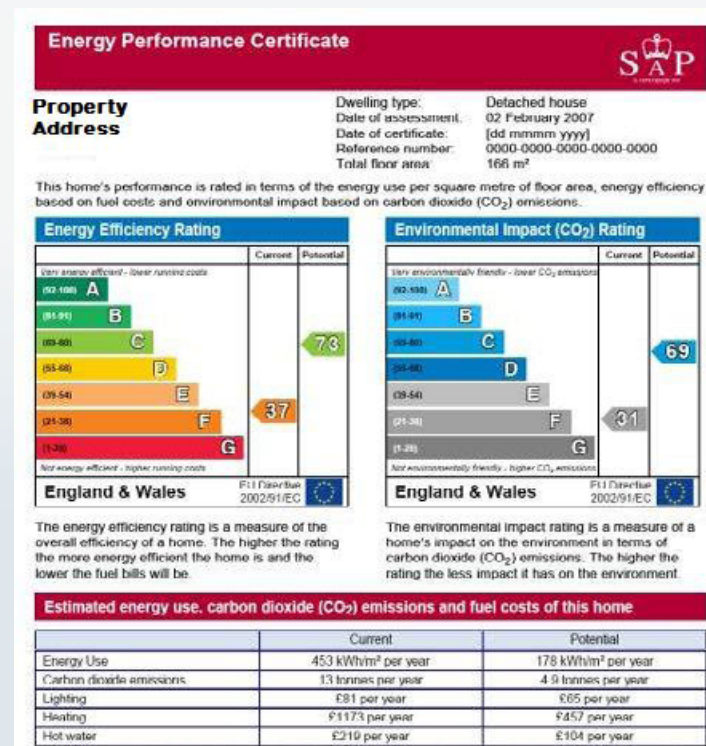 Energy Performance Certificate
SAP
Property
Address
Dwelling type: Detached house
Date of assessment: 02 February 2007
Date of certificate: [dd mmmm yyyy]
Reference number: 0000-0000-0000-0000-0000
Total floor area: 166 m²
This home's performance is rated in terms of the energy use per square metre of floor area, energy efficiency
based on fuel costs and environmental impact based on carbon dioxide (CO₂) emissions.
Energy Efficiency Rating
Current Potential
Very energy efficient - lower running costs
(92-100) A
(81-91) B
(69-80) C
73
(55-68) D
(39-54) E
37
(21-38) F
(1-20) G
Not energy efficient - higher running costs
England & Wales
EU Directive
2002/91/EC
The energy efficiency rating is a measure of the
overall efficiency of a home. The higher the rating
the more energy efficient the home is and the
lower the fuel bills will be
Environmental Impact (CO₂) Rating
Current Potential
Very environmentally friendly - lower CO₂ emissions
(92-100) A
(81-91) B
(69-80) C
69
(55-68) D
(39-54) E
(21-38) F
31
(1-20) G
Not environmentally friendly - higher CO₂ emissions
England & Wales
EU Directive
2002/91/EC
The environmental impact rating is a measure of a
home's impact on the environment in terms of
carbon dioxide (CO₂) emissions. The higher the
rating the less impact it has on the environment
Estimated energy use, carbon dioxide (CO₂) emissions and fuel costs of this home
Current Potential
Energy Use 453 kWh/m² per year 178 kWh/m² per year
Carbon dioxide emissions 13 tonnes per year 4.9 tonnes per year
Lighting £81 per year £65 per year
Heating £1173 per year £457 per year
Hot water £219 per year £104 per year